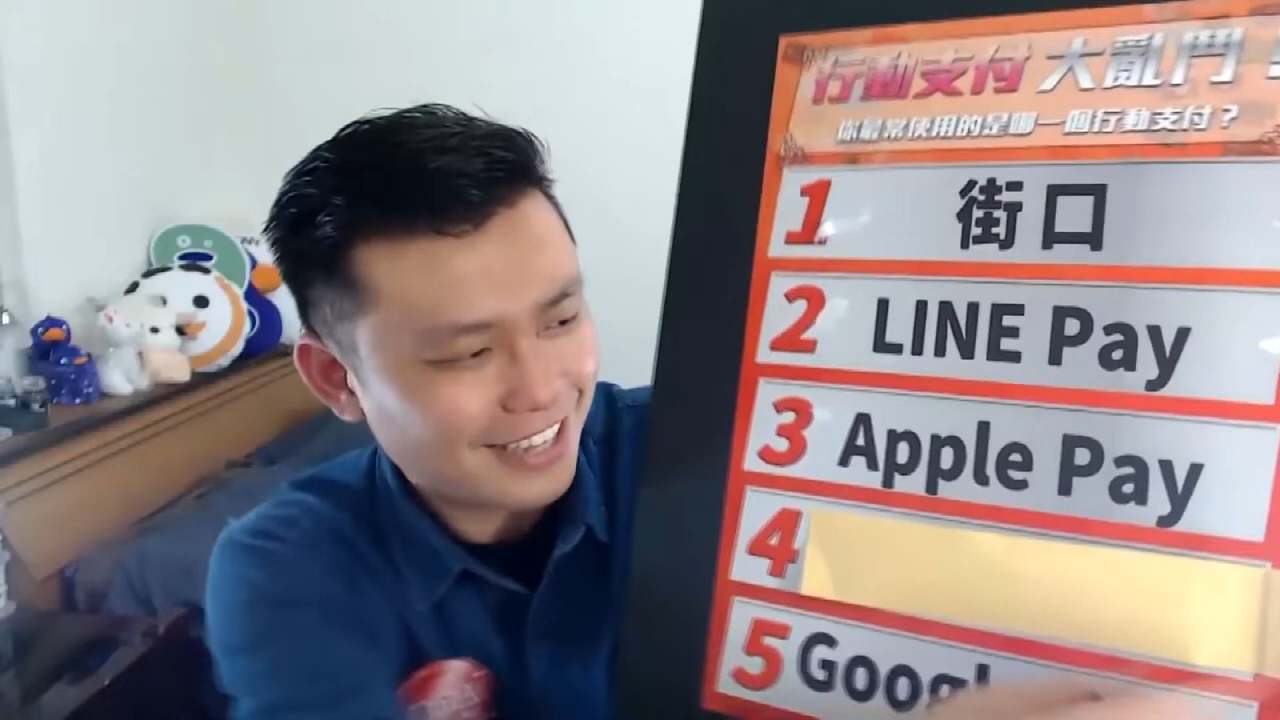 行動支付大亂鬥！
你最常使用的是哪一個行動支付？
1 街口
2 LINE Pay
3 Apple Pay
4
5 Googl